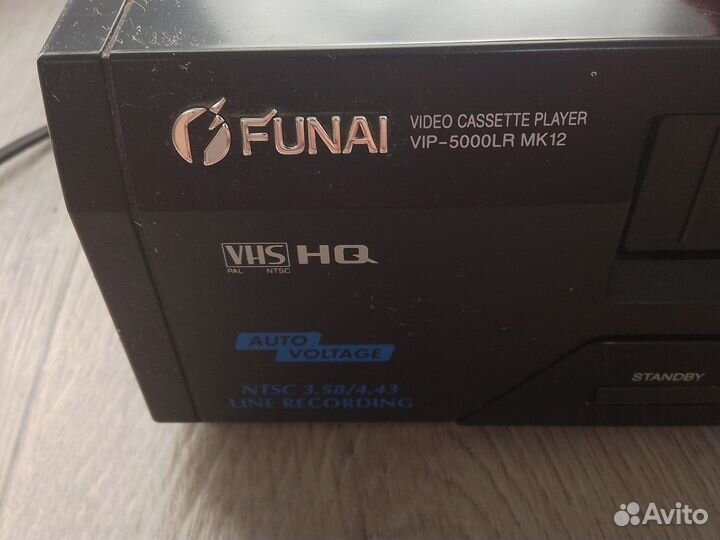 FUNAI
VIDEO CASSETTE PLAYER
VIP-5000LR MK12
VHS HQ
PAL NTSC
AUTO
VOLTAGE
NTSC 3.58/4.43
LINE RECORDING
STANDBY
Avito